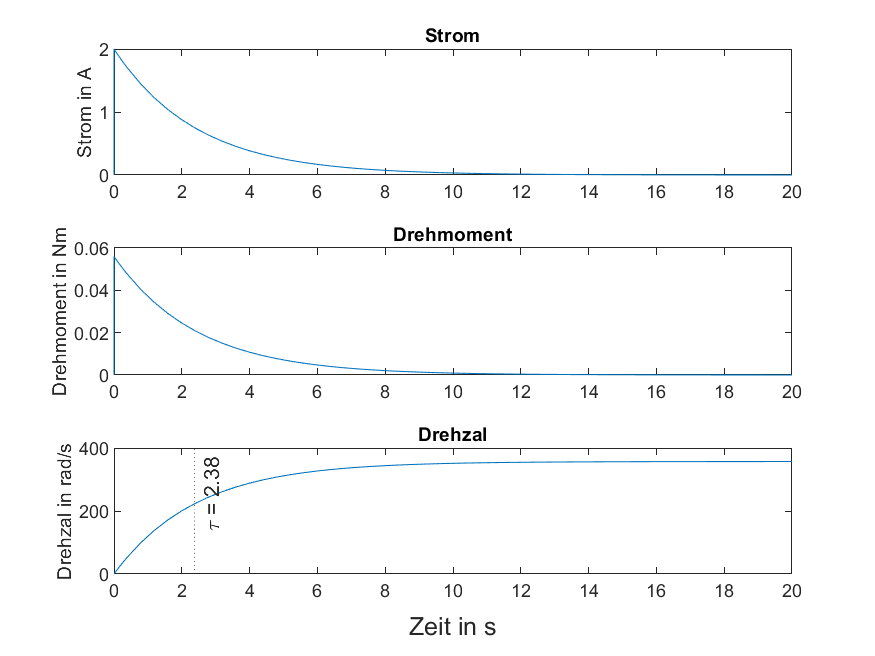 Strom
Strom in A
2
1
0
0 2 4 6 8 10 12 14 16 18 20
Drehmoment
Drehmoment in Nm
0.06
0.04
0.02
0
0 2 4 6 8 10 12 14 16 18 20
Drehzal
Drehzal in rad/s
400
200
0
τ = 2.38
0 2 4 6 8 10 12 14 16 18 20
Zeit in s